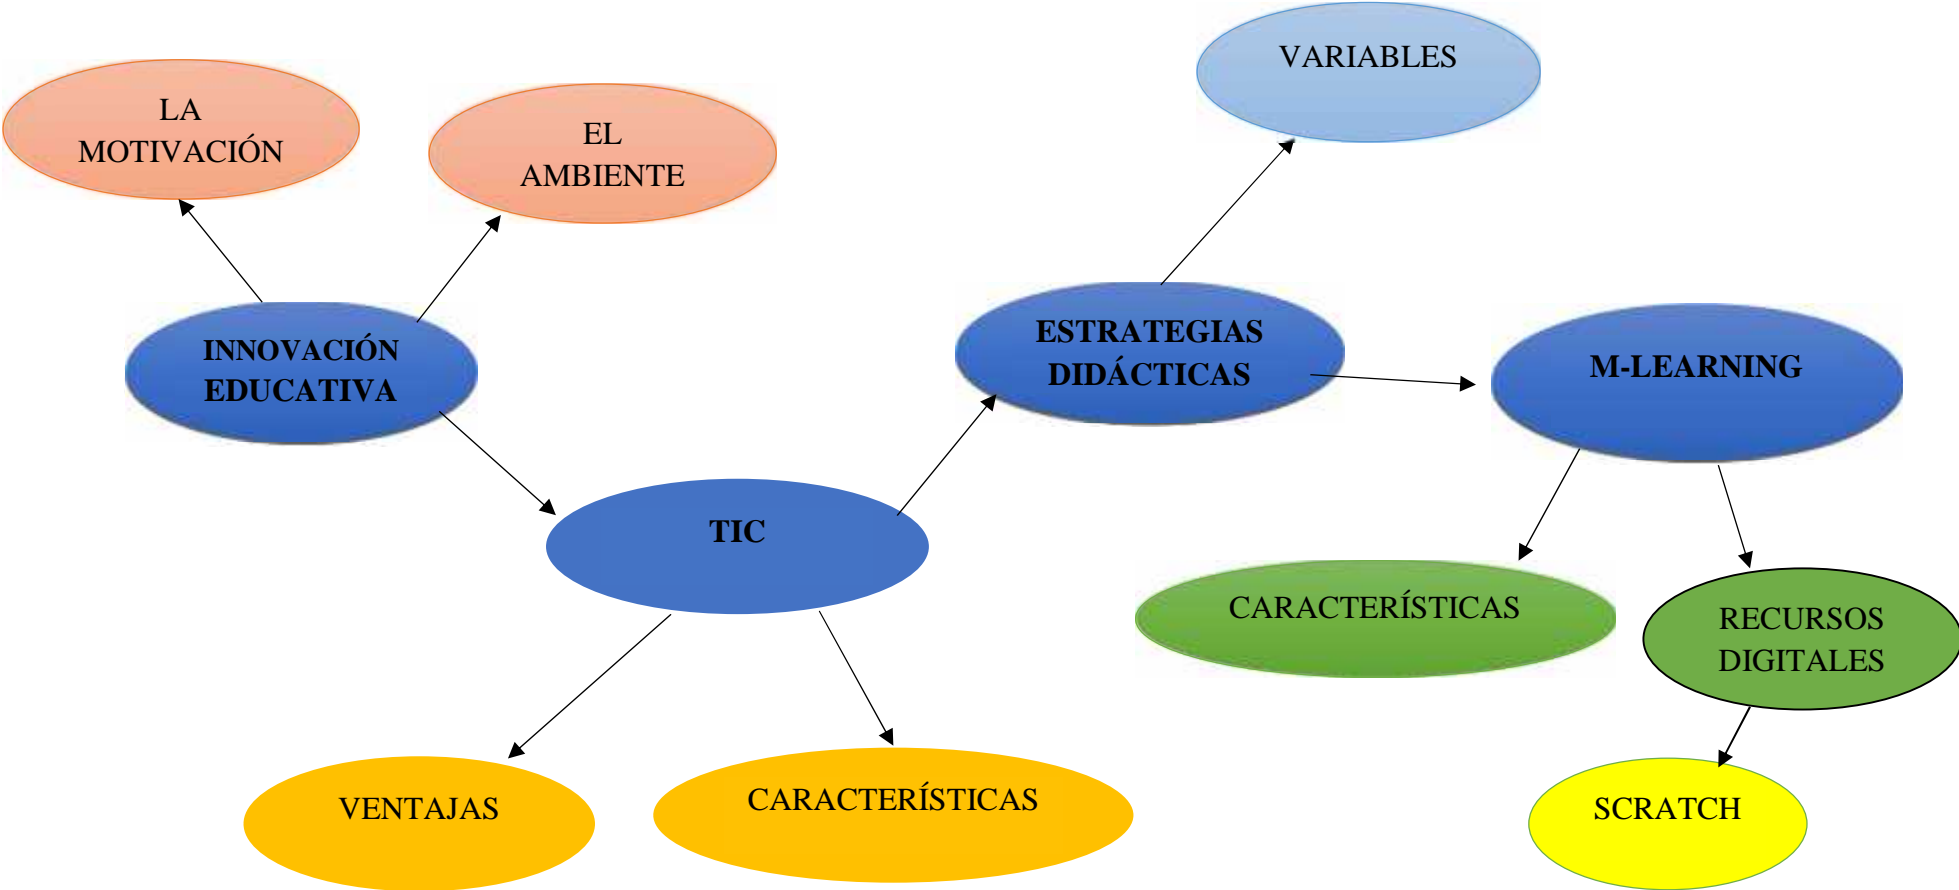 VARIABLES
LA
MOTIVACIÓN
EL
AMBIENTE
INNOVACIÓN
EDUCATIVA
ESTRATEGIAS
DIDÁCTICAS
M-LEARNING
TIC
CARACTERÍSTICAS
RECURSOS
DIGITALES
VENTAJAS
CARACTERÍSTICAS
SCRATCH